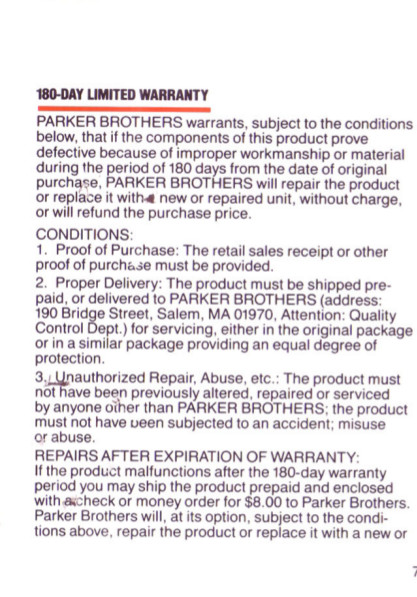 180-DAY LIMITED WARRANTY
PARKER BROTHERS warrants, subject to the conditions
below, that if the components of this product prove
defective because of improper workmanship or material
during the period of 180 days from the date of original
purchase, PARKER BROTHERS will repair the product
or replace it with a new or repaired unit, without charge,
or will refund the purchase price.
CONDITIONS:
1. Proof of Purchase: The retail sales receipt or other
proof of purchase must be provided.
2. Proper Delivery: The product must be shipped pre-
paid, or delivered to PARKER BROTHERS (address:
190 Bridge Street, Salem, MA 01970, Attention: Quality
Control Dept.) for servicing, either in the original package
or in a similar package providing an equal degree of
protection.
3. Unauthorized Repair, Abuse, etc.: The product must
not have been previously altered, repaired or serviced
by anyone other than PARKER BROTHERS; the product
must not have been subjected to an accident; misuse
or abuse.
REPAIRS AFTER EXPIRATION OF WARRANTY:
If the product malfunctions after the 180-day warranty
period you may ship the product prepaid and enclosed
with a check or money order for $8.00 to Parker Brothers.
Parker Brothers will, at its option, subject to the condi-
tions above, repair the product or replace it with a new or
7